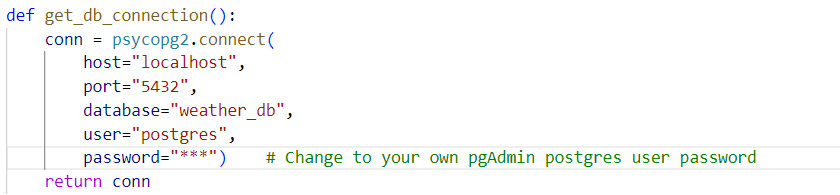 def get_db_connection():
    conn = psycopg2.connect(
        host="localhost",
        port="5432",
        database="weather_db",
        user="postgres",
        password="***")    # Change to your own pgAdmin postgres user password
    return conn